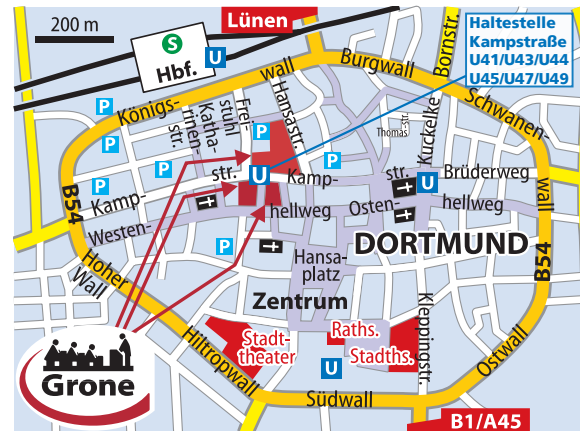 200 m
Lünen
Haltestelle
Kampstraße
U41/U43/U44
U45/U47/U49
S
Hbf.
U
Königs-
wall
Burgwall
Bornstr.
Schwanen-
wall
P
P
P
P
P
P
P
P
Katha-
rinen-
str.
Frei-
stuhl
Hansastr.
Thomas-
str.
Kuckelke-
str.
Brüderweg
U
U
Kamp-
str.
Kamp-
Westen-
hellweg
Osten-
hellweg
B54
B54
DORTMUND
Hansa-
platz
Zentrum
Hoher
Wall
Hiltropwall
Stadt-
theater
Raths.
Stadths.
Kleppingstr.
Ostwall
U
Südwall
Grone
B1/A45